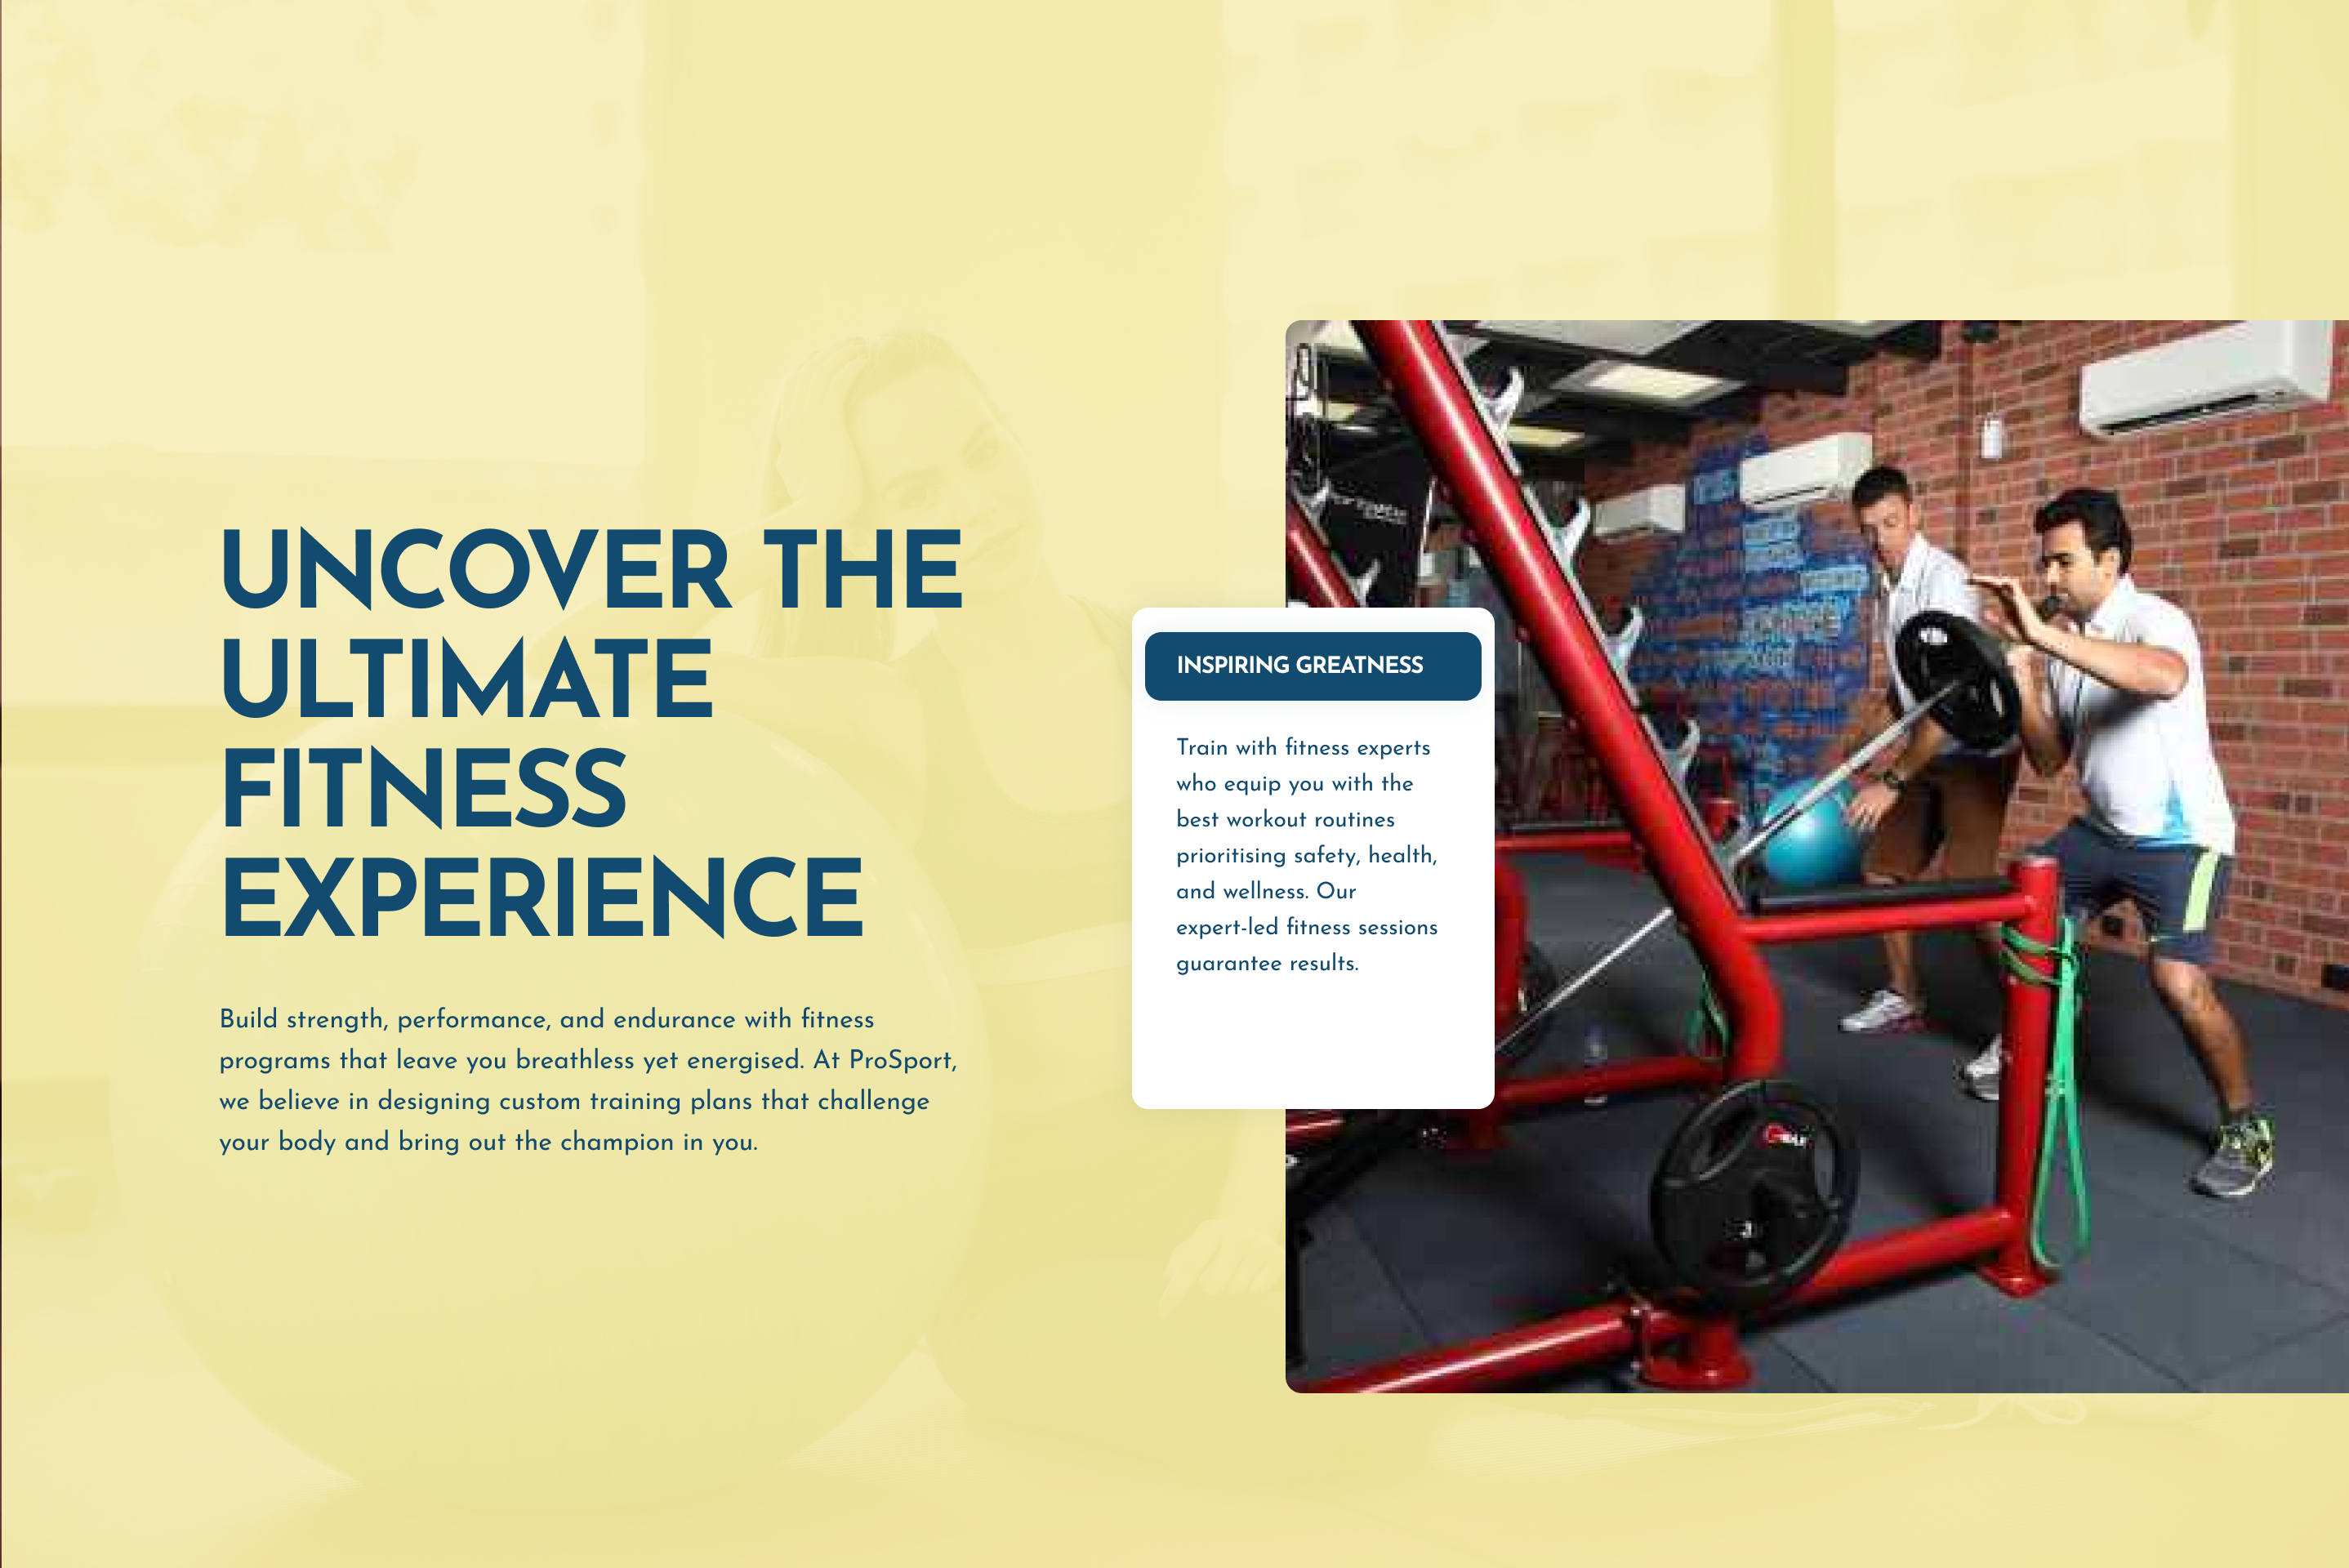 UNCOVER THE
ULTIMATE
FITNESS
EXPERIENCE
Build strength, performance, and endurance with fitness
programs that leave you breathless yet energised. At ProSport,
we believe in designing custom training plans that challenge
your body and bring out the champion in you.
INSPIRING GREATNESS
Train with fitness experts
who equip you with the
best workout routines
prioritising safety, health,
and wellness. Our
expert-led fitness sessions
guarantee results.